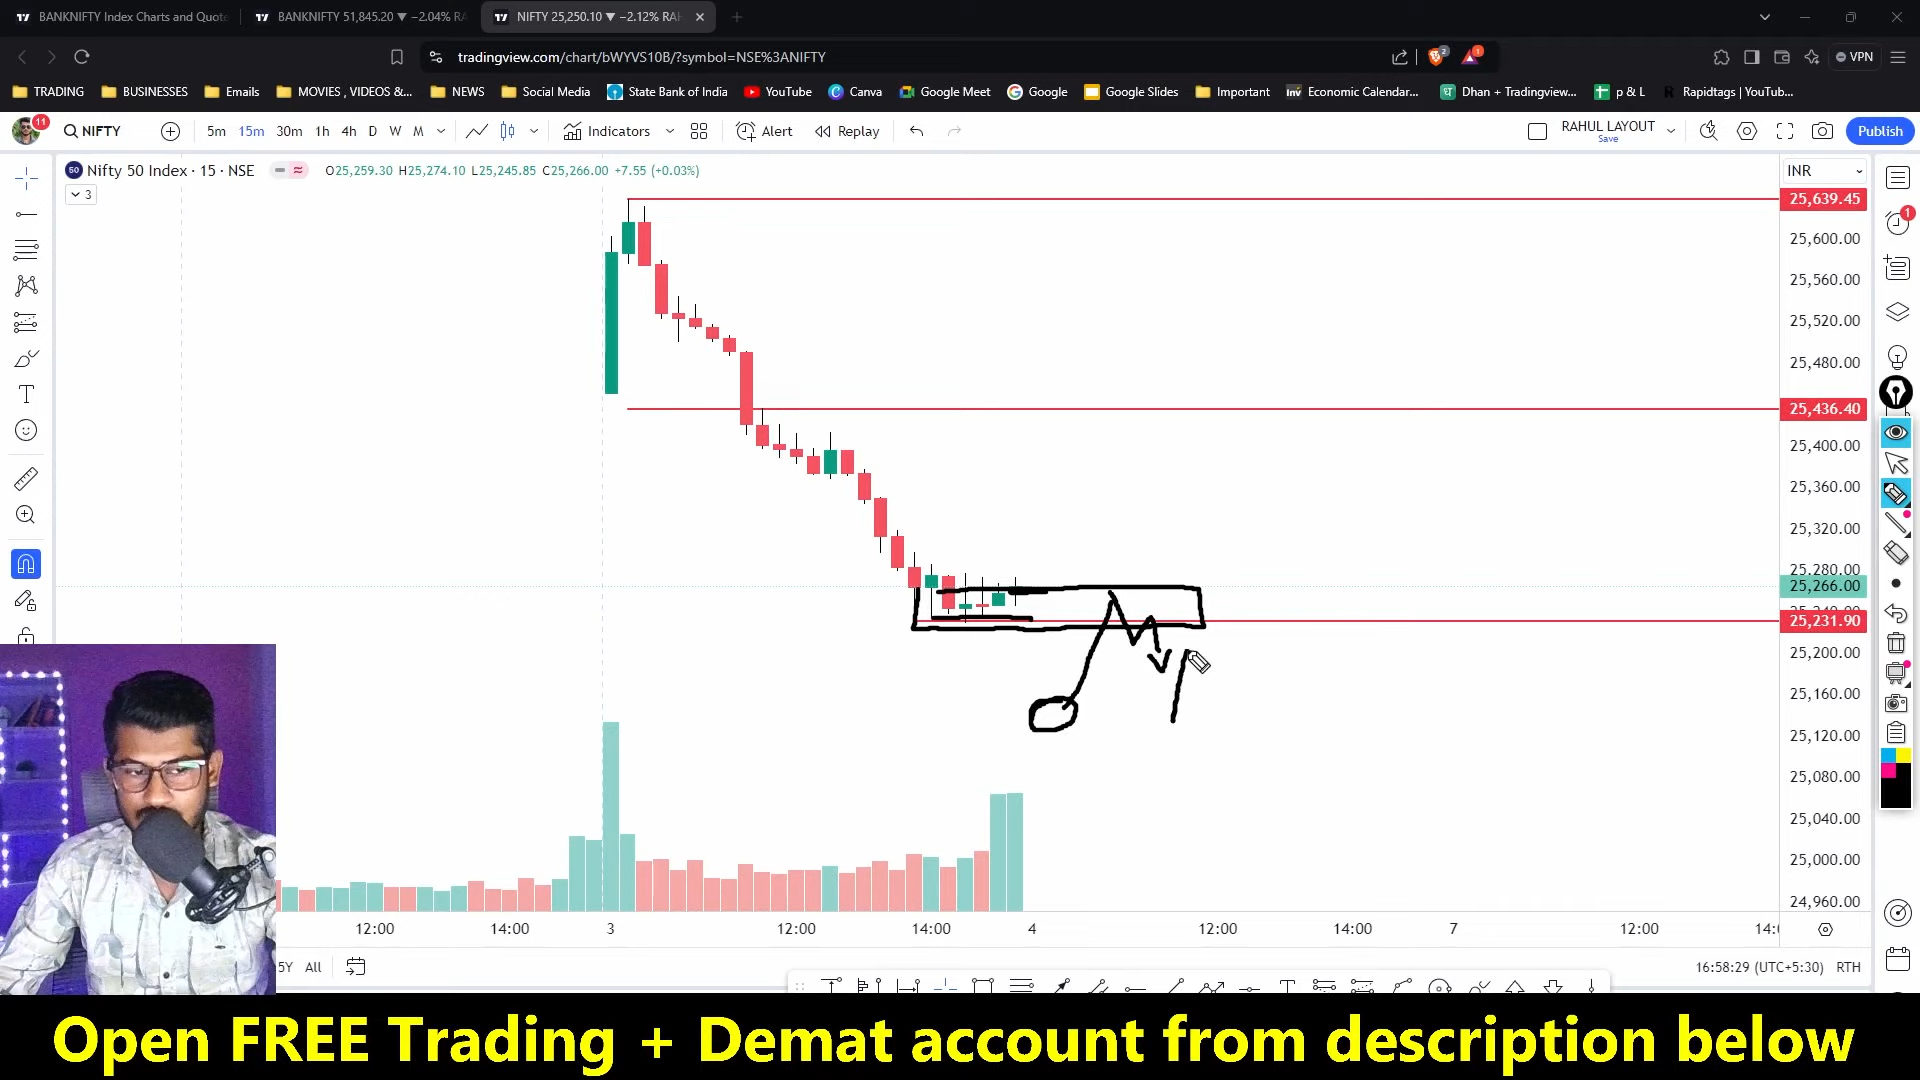 BANKNIFTY Index Charts and Quote
BANKNIFTY 51,845.20 ▼ −2.04% RA
NIFTY 25,250.10 ▼ −2.12% RAH
tradingview.com/chart/bWYVS10B/?symbol=NSE%3ANIFTY
2
1
VPN
TRADING
BUSINESSES
Emails
MOVIES , VIDEOS &...
NEWS
Social Media
State Bank of India
YouTube
Canva
Google Meet
Google
Google Slides
Important
Economic Calendar...
Dhan + Tradingview...
p & L
Rapidtags | YouTub...
11
NIFTY
5m
15m
30m
1h
4h
D
W
M
Indicators
Alert
Replay
RAHUL LAYOUT
Save
Publish
50
Nifty 50 Index · 15 · NSE
O25,259.30 H25,274.10 L25,245.85 C25,266.00 +7.55 (+0.03%)
INR
3
25,639.45
25,600.00
25,560.00
25,520.00
25,480.00
25,436.40
25,400.00
25,360.00
25,320.00
25,280.00
25,266.00
25,231.90
25,200.00
25,160.00
25,120.00
25,080.00
25,040.00
25,000.00
24,960.00
1
12:00
14:00
3
12:00
14:00
4
12:00
14:00
7
12:00
5Y
All
16:58:29 (UTC+5:30)
RTH
Open FREE Trading + Demat account from description below